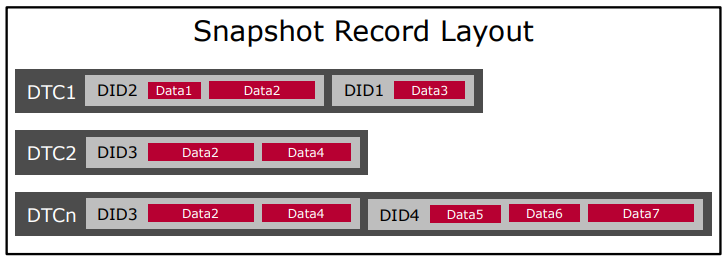 Snapshot Record Layout
DTC1 DID2 Data1 Data2 DID1 Data3
DTC2 DID3 Data2 Data4
DTCn DID3 Data2 Data4 DID4 Data5 Data6 Data7